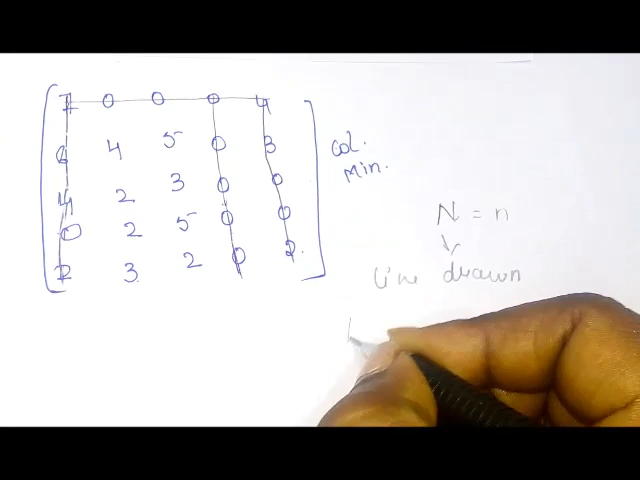 7 0 0 0 4
6 4 5 0 3
4 2 3 0 0
0 2 5 0 0
2 3 2 0 2
col.
Min.
N = n
line drawn